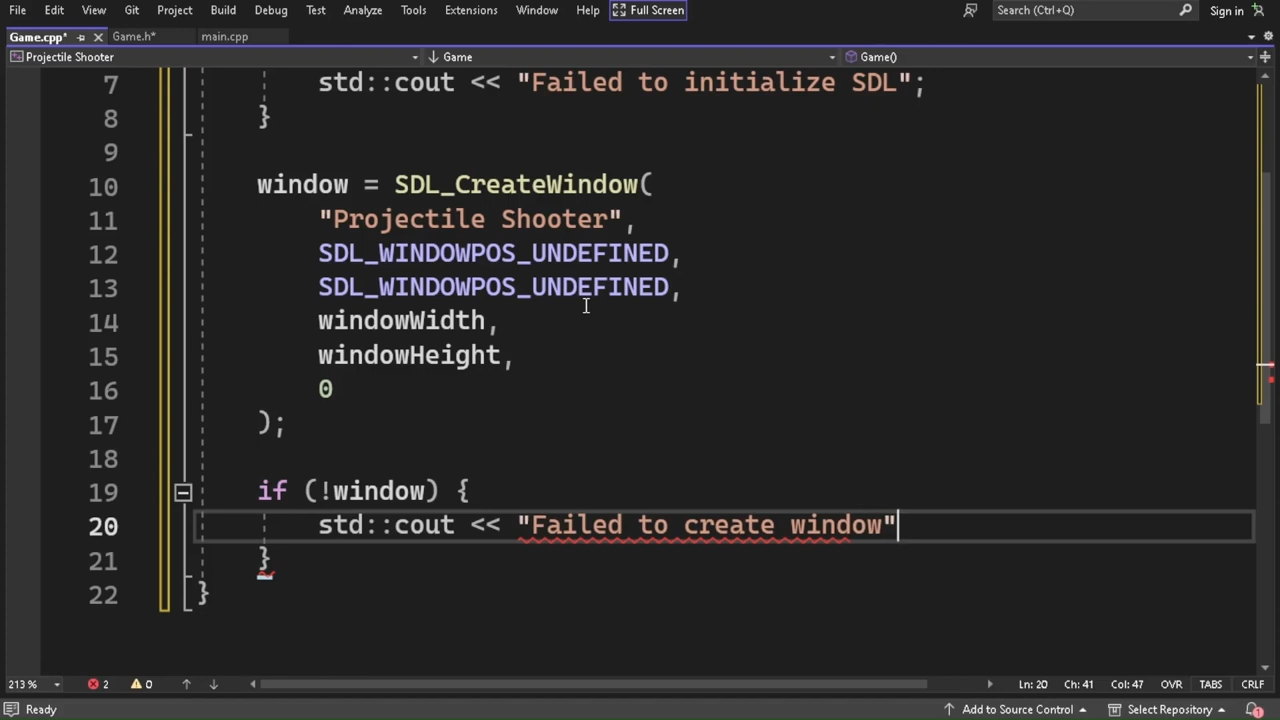 File Edit View Git Project Build Debug Test Analyze Tools Extensions Window Help Full Screen Search (Ctrl+Q) Sign in
Game.cpp* Game.h* main.cpp
Projectile Shooter Game Game()
7 std::cout << "Failed to initialize SDL";
8 }
9
10 window = SDL_CreateWindow(
11 "Projectile Shooter",
12 SDL_WINDOWPOS_UNDEFINED,
13 SDL_WINDOWPOS_UNDEFINED,
14 windowWidth,
15 windowHeight,
16 0
17 );
18
19 if (!window) {
20 std::cout << "Failed to create window"
21 }
22 }
213 % 2 0 Ln: 20 Ch: 41 Col: 47 OVR TABS CRLF
Ready Add to Source Control Select Repository 1